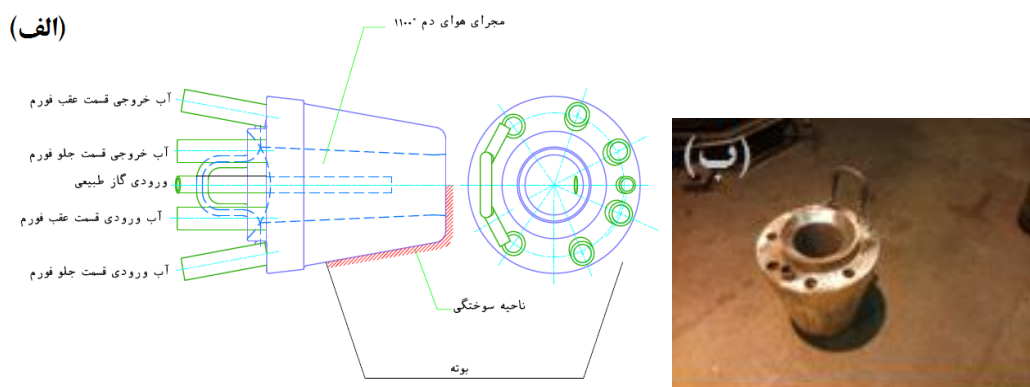 (الف)
مجرای هوای دم ۱۱۰۰°
آب خروجی قسمت عقب فورم
آب خروجی قسمت جلو فورم
ورودی گاز طبیعی
آب ورودی قسمت عقب فورم
آب ورودی قسمت جلو فورم
ناحیه سوختگی
بوته
(ب)